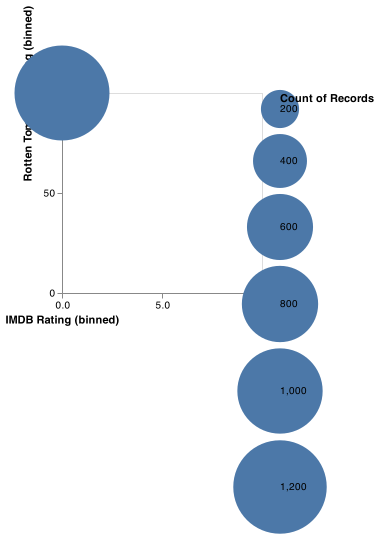 Rotten Tom
g (binned)
Count of Records
200
400
50
600
0
800
0.0
5.0
IMDB Rating (binned)
1,000
1,200